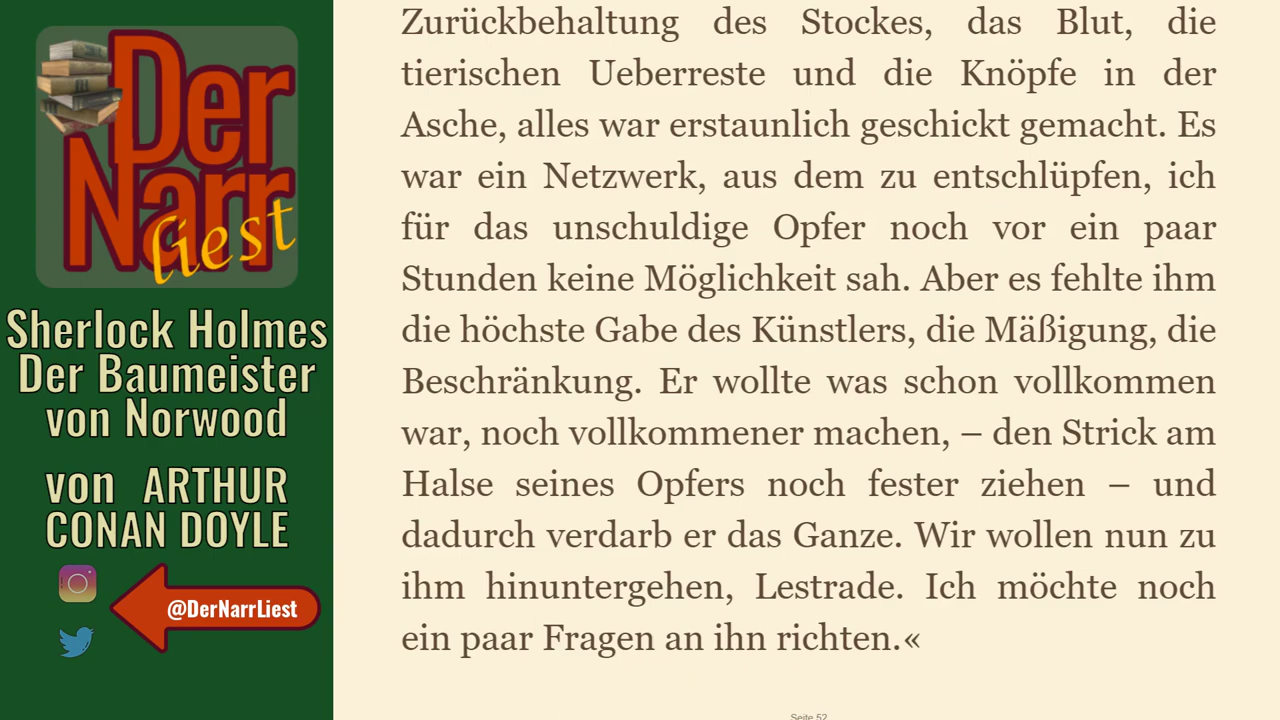 Der
Narr
liest
Sherlock Holmes
Der Baumeister
von Norwood
von ARTHUR
CONAN DOYLE
@DerNarrLiest
Zurückbehaltung des Stockes, das Blut, die
tierischen Ueberreste und die Knöpfe in der
Asche, alles war erstaunlich geschickt gemacht. Es
war ein Netzwerk, aus dem zu entschlüpfen, ich
für das unschuldige Opfer noch vor ein paar
Stunden keine Möglichkeit sah. Aber es fehlte ihm
die höchste Gabe des Künstlers, die Mäßigung, die
Beschränkung. Er wollte was schon vollkommen
war, noch vollkommener machen, – den Strick am
Halse seines Opfers noch fester ziehen – und
dadurch verdarb er das Ganze. Wir wollen nun zu
ihm hinuntergehen, Lestrade. Ich möchte noch
ein paar Fragen an ihn richten.«
Seite 52